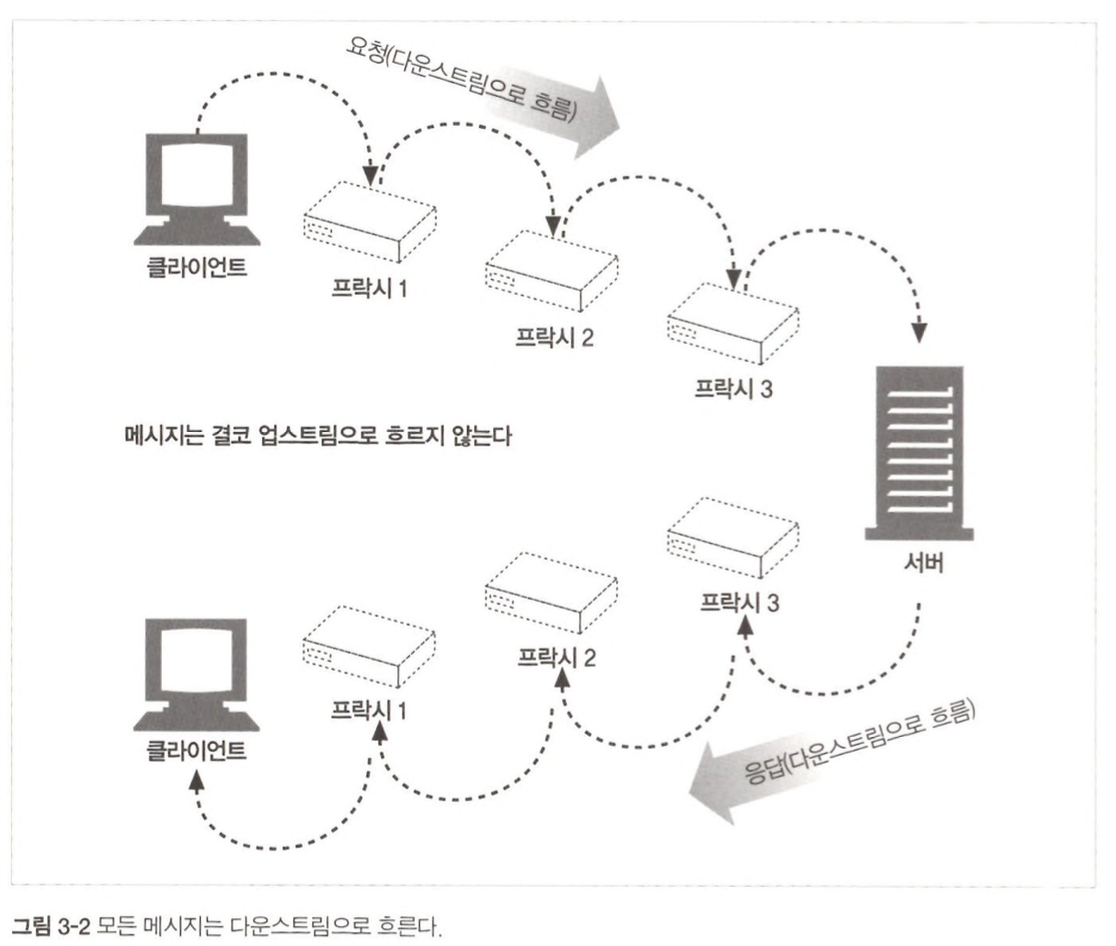 요청(다운스트림으로 흐름)
클라이언트
프락시 1
프락시 2
프락시 3
메시지는 결코 업스트림으로 흐르지 않는다
서버
프락시 3
프락시 2
프락시 1
클라이언트
응답(다운스트림으로 흐름)
그림 3-2 모든 메시지는 다운스트림으로 흐른다.